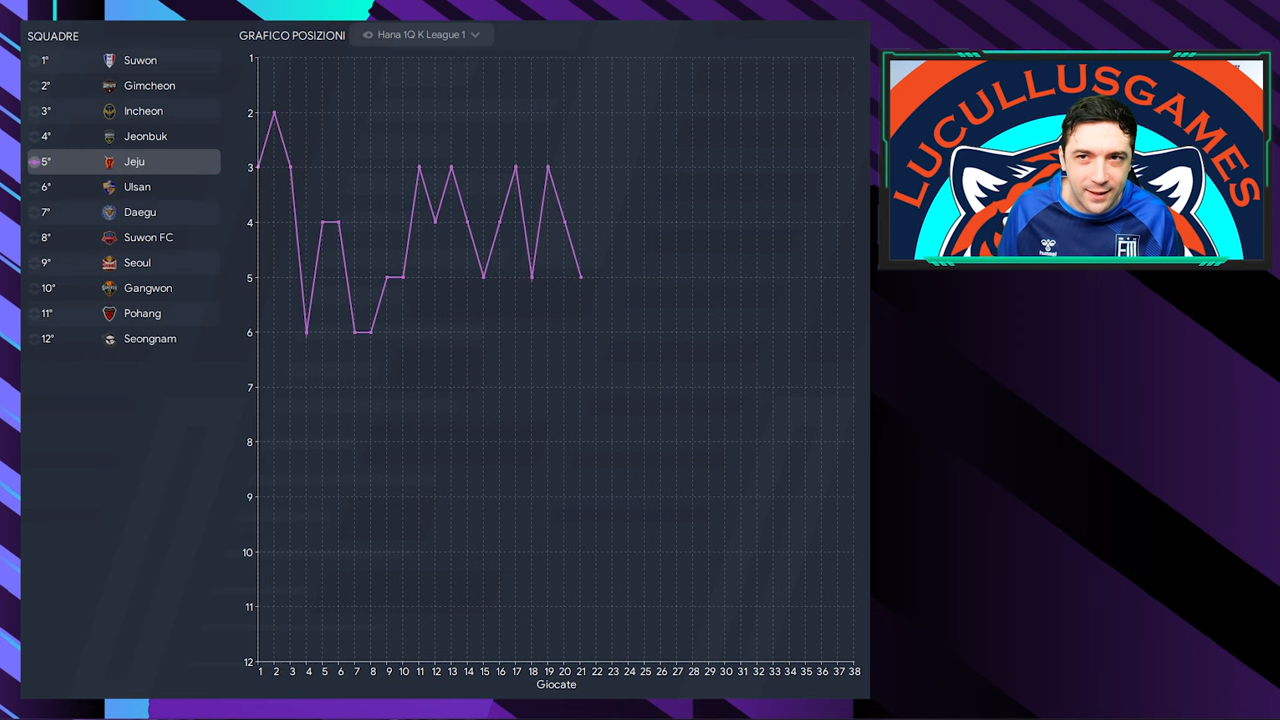 SQUADRE
1° Suwon
2° Gimcheon
3° Incheon
4° Jeonbuk
5° Jeju
6° Ulsan
7° Daegu
8° Suwon FC
9° Seoul
10° Gangwon
11° Pohang
12° Seongnam
GRAFICO POSIZIONI Hana 1Q K League 1
1
2
3
4
5
6
7
8
9
10
11
12
1 2 3 4 5 6 7 8 9 10 11 12 13 14 15 16 17 18 19 20 21 22 23 24 25 26 27 28 29 30 31 32 33 34 35 36 37 38
Giocate
LUCULLUSGAMES
hummel